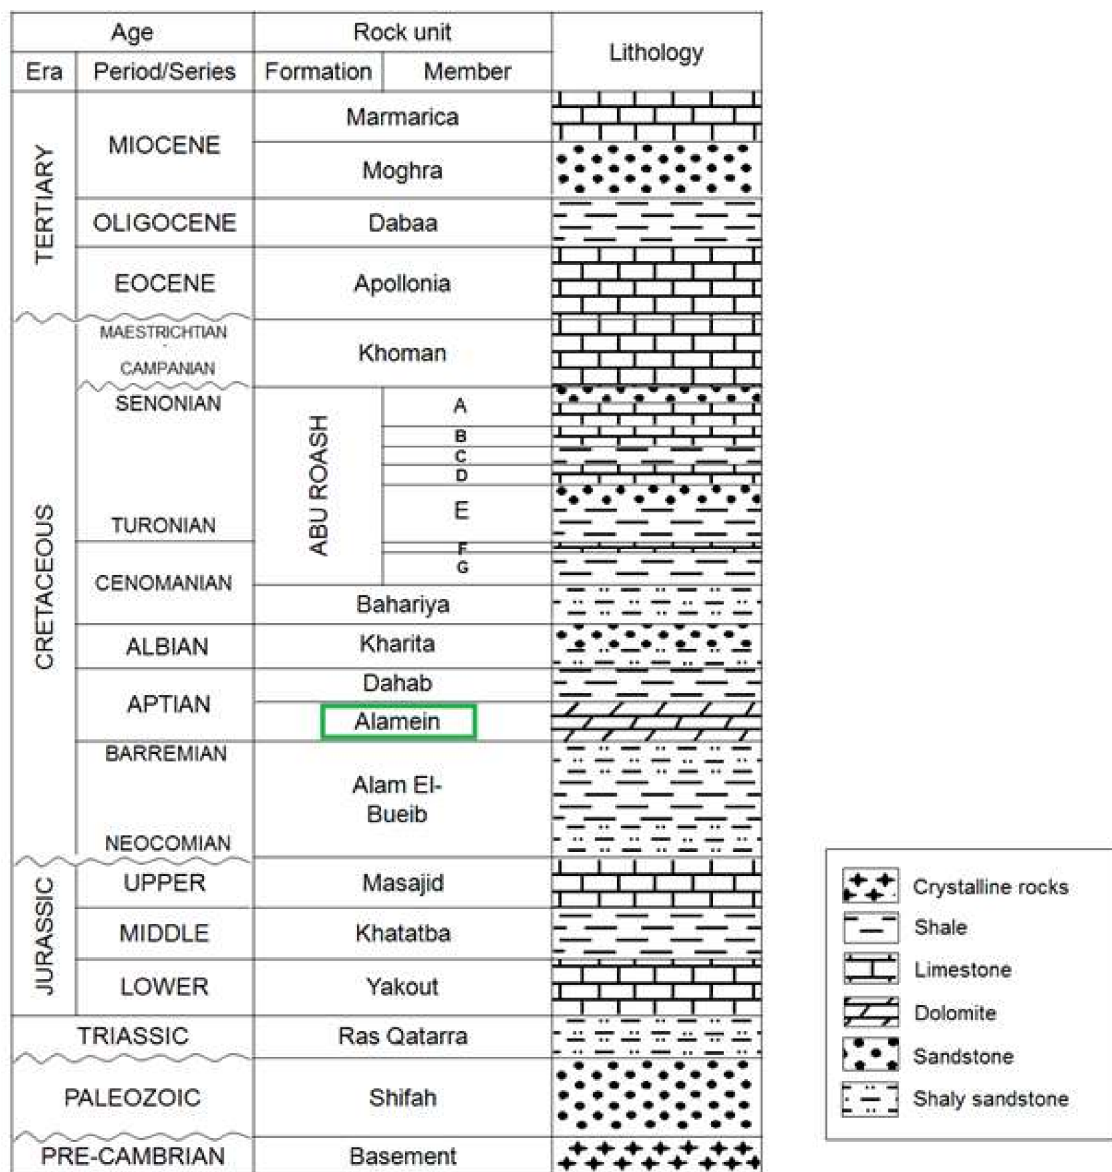 Age Rock unit Lithology
Era Period/Series Formation Member
TERTIARY
MIOCENE Marmarica
Moghra
OLIGOCENE Dabaa
EOCENE Apollonia
CRETACEOUS
MAESTRICHTIAN
-
CAMPANIAN
Khoman
SENONIAN
ABU ROASH
A
B
C
D
E
TURONIAN
F
G
CENOMANIAN
Bahariya
ALBIAN Kharita
APTIAN Dahab
Alamein
BARREMIAN
Alam El-
Bueib
NEOCOMIAN
JURASSIC
UPPER Masajid
MIDDLE Khatatba
LOWER Yakout
TRIASSIC Ras Qatarra
PALEOZOIC Shifah
PRE-CAMBRIAN Basement
Crystalline rocks
Shale
Limestone
Dolomite
Sandstone
Shaly sandstone